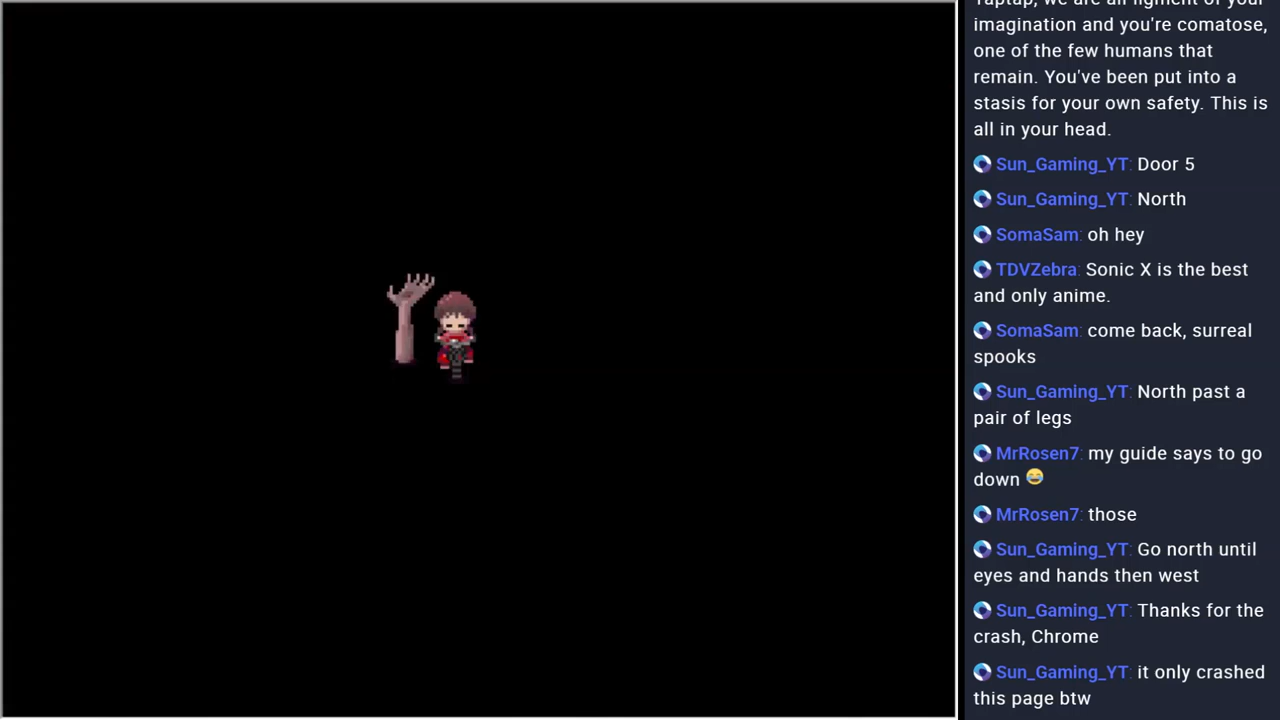 imagination and you're comatose,
one of the few humans that
remain. You've been put into a
stasis for your own safety. This is
all in your head.
Sun_Gaming_YT: Door 5
Sun_Gaming_YT: North
SomaSam: oh hey
TDVZebra: Sonic X is the best
and only anime.
SomaSam: come back, surreal
spooks
Sun_Gaming_YT: North past a
pair of legs
MrRosen7: my guide says to go
down 😂
MrRosen7: those
Sun_Gaming_YT: Go north until
eyes and hands then west
Sun_Gaming_YT: Thanks for the
crash, Chrome
Sun_Gaming_YT: it only crashed
this page btw